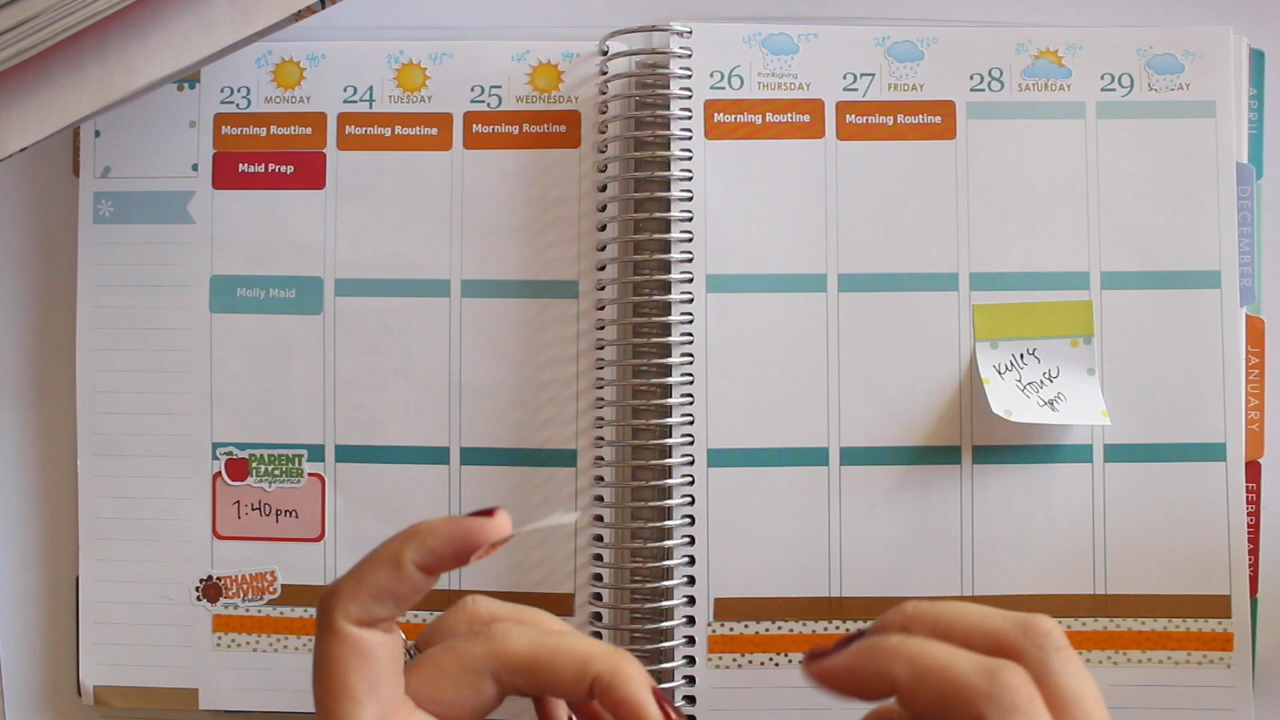 23 MONDAY
24 TUESDAY
25 WEDNESDAY
26 thanksgiving THURSDAY
27 FRIDAY
28 SATURDAY
29
Morning Routine
Morning Routine
Morning Routine
Morning Routine
Morning Routine
Maid Prep
Molly Maid
PARENT
TEACHER
conference
1:40pm
THANKS
GIVING
break
Kyle's
House
4pm
APRIL
DECEMBER
JANUARY
FEBRUARY